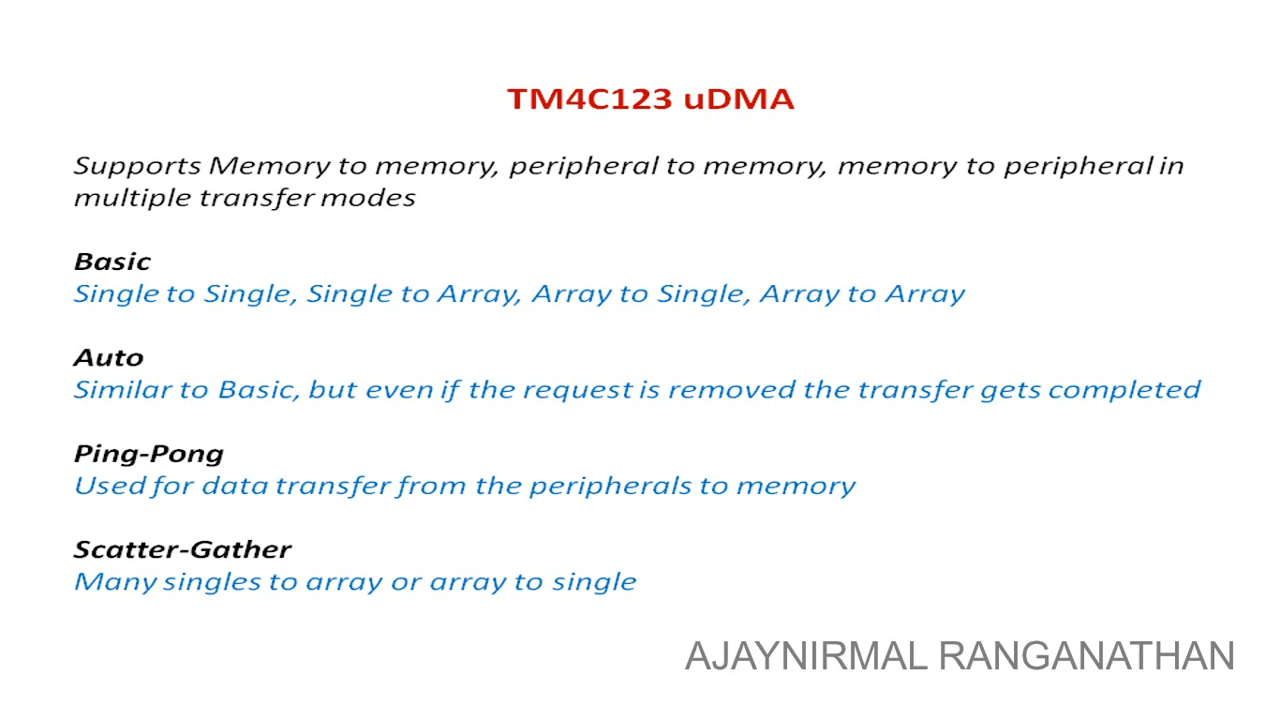 TM4C123 uDMA
Supports Memory to memory, peripheral to memory, memory to peripheral in
multiple transfer modes
Basic
Single to Single, Single to Array, Array to Single, Array to Array
Auto
Similar to Basic, but even if the request is removed the transfer gets completed
Ping-Pong
Used for data transfer from the peripherals to memory
Scatter-Gather
Many singles to array or array to single
AJAYNIRMAL RANGANATHAN